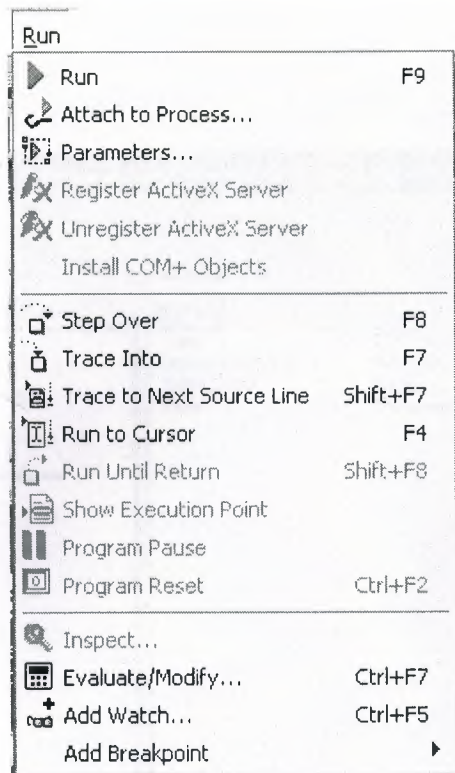 Run
Run F9
Attach to Process...
Parameters...
Register ActiveX Server
Unregister ActiveX Server
Install COM+ Objects
Step Over F8
Trace Into F7
Trace to Next Source Line Shift+F7
Run to Cursor F4
Run Until Return Shift+F8
Show Execution Point
Program Pause
Program Reset Ctrl+F2
Inspect...
Evaluate/Modify... Ctrl+F7
Add Watch... Ctrl+F5
Add Breakpoint